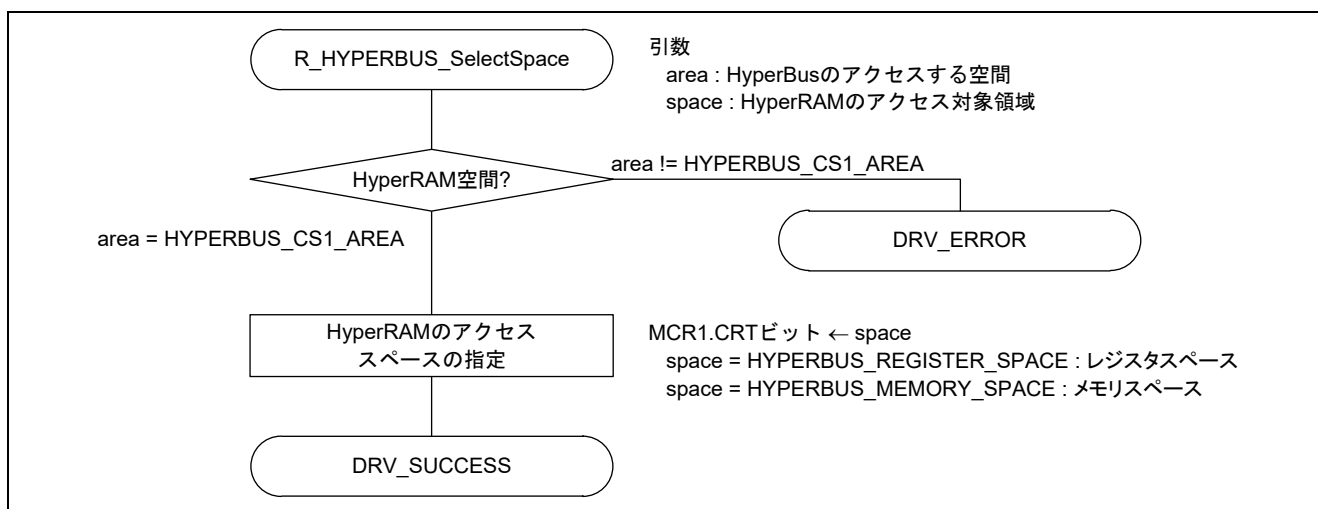 R_HYPERBUS_SelectSpace
引数
area : HyperBusのアクセスする空間
space : HyperRAMのアクセス対象領域
HyperRAM空間?
area != HYPERBUS_CS1_AREA
DRV_ERROR
area = HYPERBUS_CS1_AREA
HyperRAMのアクセス
スペースの指定
MCR1.CRTビット ← space
space = HYPERBUS_REGISTER_SPACE : レジスタスペース
space = HYPERBUS_MEMORY_SPACE : メモリスペース
DRV_SUCCESS